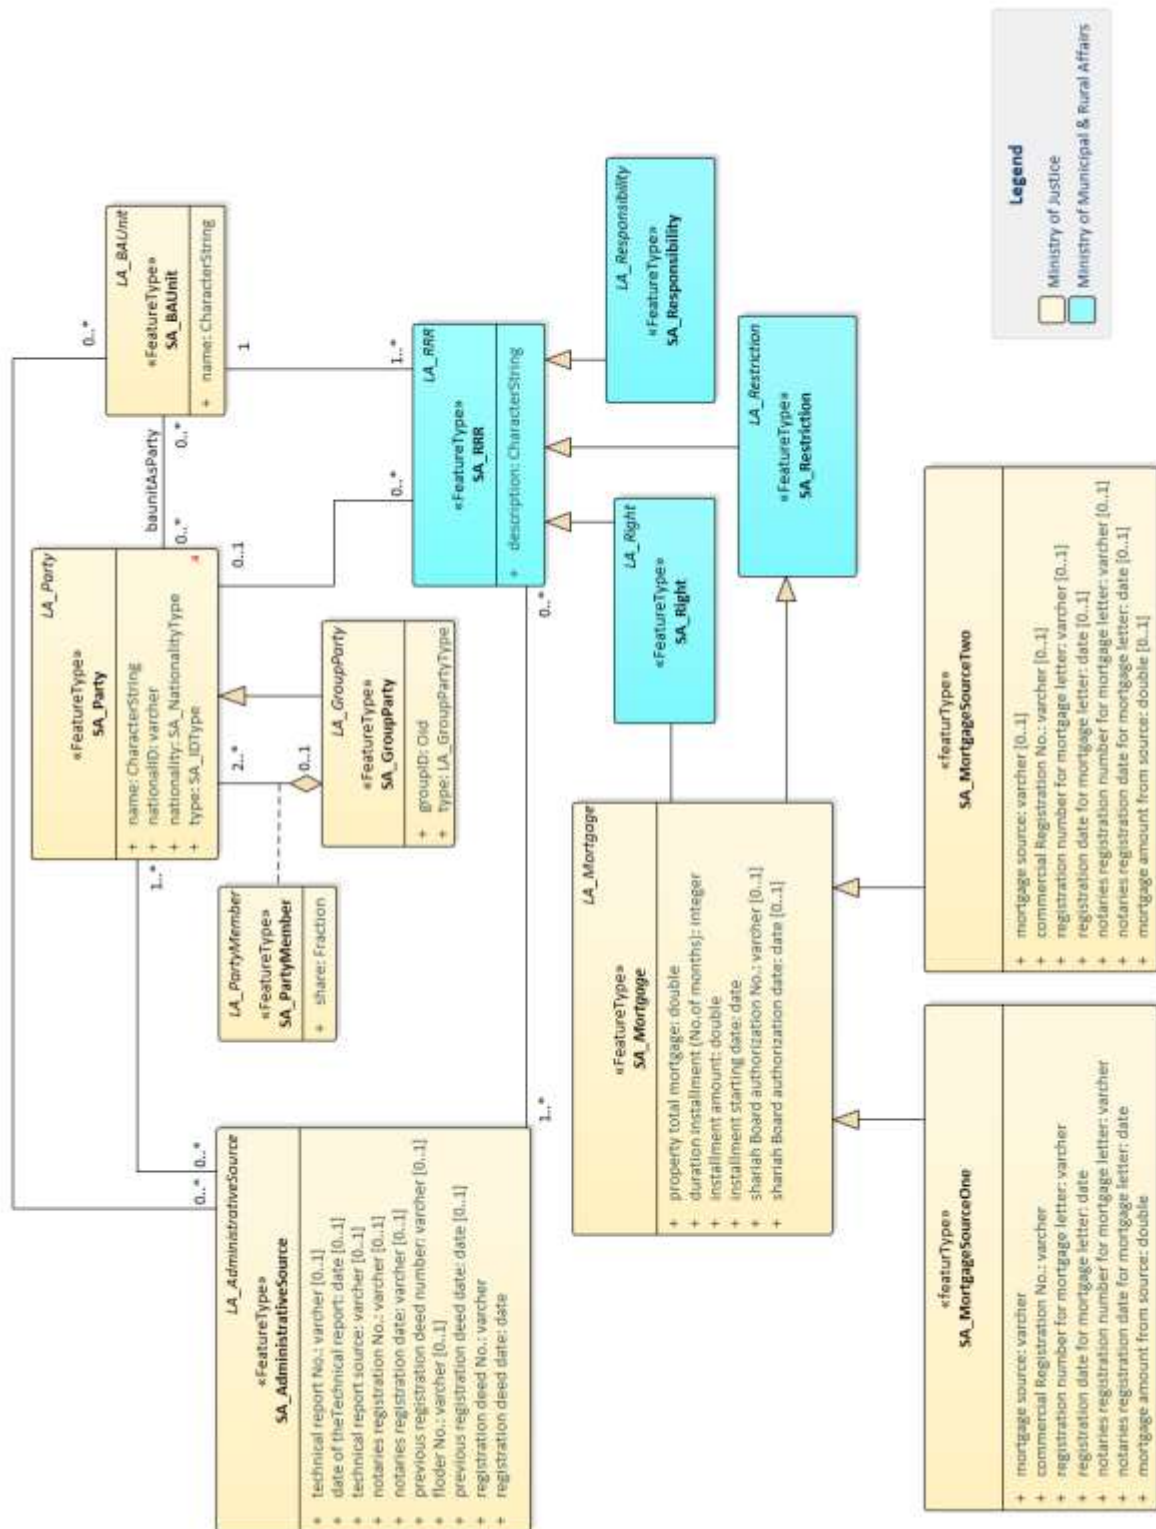 LA_AdministrativeSource
«FeatureType»
SA_AdministrativeSource
+ technical report No.: varcher [0..1]
+ date of theTechnical report: date [0..1]
+ technical report source: varcher [0..1]
+ notaries registration No.: varcher [0..1]
+ notaries registration date: varcher [0..1]
+ previous registration deed number: varcher [0..1]
+ floder No.: varcher [0..1]
+ previous registration deed date: date [0..1]
+ registration deed No.: varcher
+ registration deed date: date
0..*
0..*
1..*
1..*
0..*
LA_Party
«FeatureType»
SA_Party
+ name: CharacterString
+ nationalID: varcher
+ nationality: SA_NationalityType
+ type: SA_IDType
baunitAsParty
0..*
0..*
LA_BAUnit
«FeatureType»
SA_BAUnit
+ name: CharacterString
LA_PartyMember
«FeatureType»
SA_PartyMember
+ share: Fraction
2..*
0..1
0..1
LA_GroupParty
«FeatureType»
SA_GroupParty
+ groupID: Oid
+ type: LA_GroupPartyType
1
1..*
0..*
0..*
LA_RRR
«FeatureType»
SA_RRR
+ description: CharacterString
LA_Right
«FeatureType»
SA_Right
LA_Responsibility
«FeatureType»
SA_Responsibility
LA_Restriction
«FeatureType»
SA_Restriction
LA_Mortgage
«FeatureType»
SA_Mortgage
+ property total mortgage: double
+ duration installment (No.of months): integer
+ installment amount: double
+ installment starting date: date
+ shariah Board authorization No.: varcher [0..1]
+ shariah Board authorization date: date [0..1]
«featurType»
SA_MortgageSourceOne
+ mortgage source: varcher
+ commercial Registration No.: varcher
+ registration number for mortgage letter: varcher
+ registration date for mortgage letter: date
+ notaries registration number for mortgage letter: varcher
+ notaries registration date for mortgage letter: date
+ mortgage amount from source: double
«featurType»
SA_MortgageSourceTwo
+ mortgage source: varcher [0..1]
+ commercial Registration No.: varcher [0..1]
+ registration number for mortgage letter: varcher [0..1]
+ registration date for mortgage letter: date [0..1]
+ notaries registration number for mortgage letter: varcher [0..1]
+ notaries registration date for mortgage letter: date [0..1]
+ mortgage amount from source: double [0..1]
Legend
Ministry of Justice
Ministry of Municipal & Rural Affairs